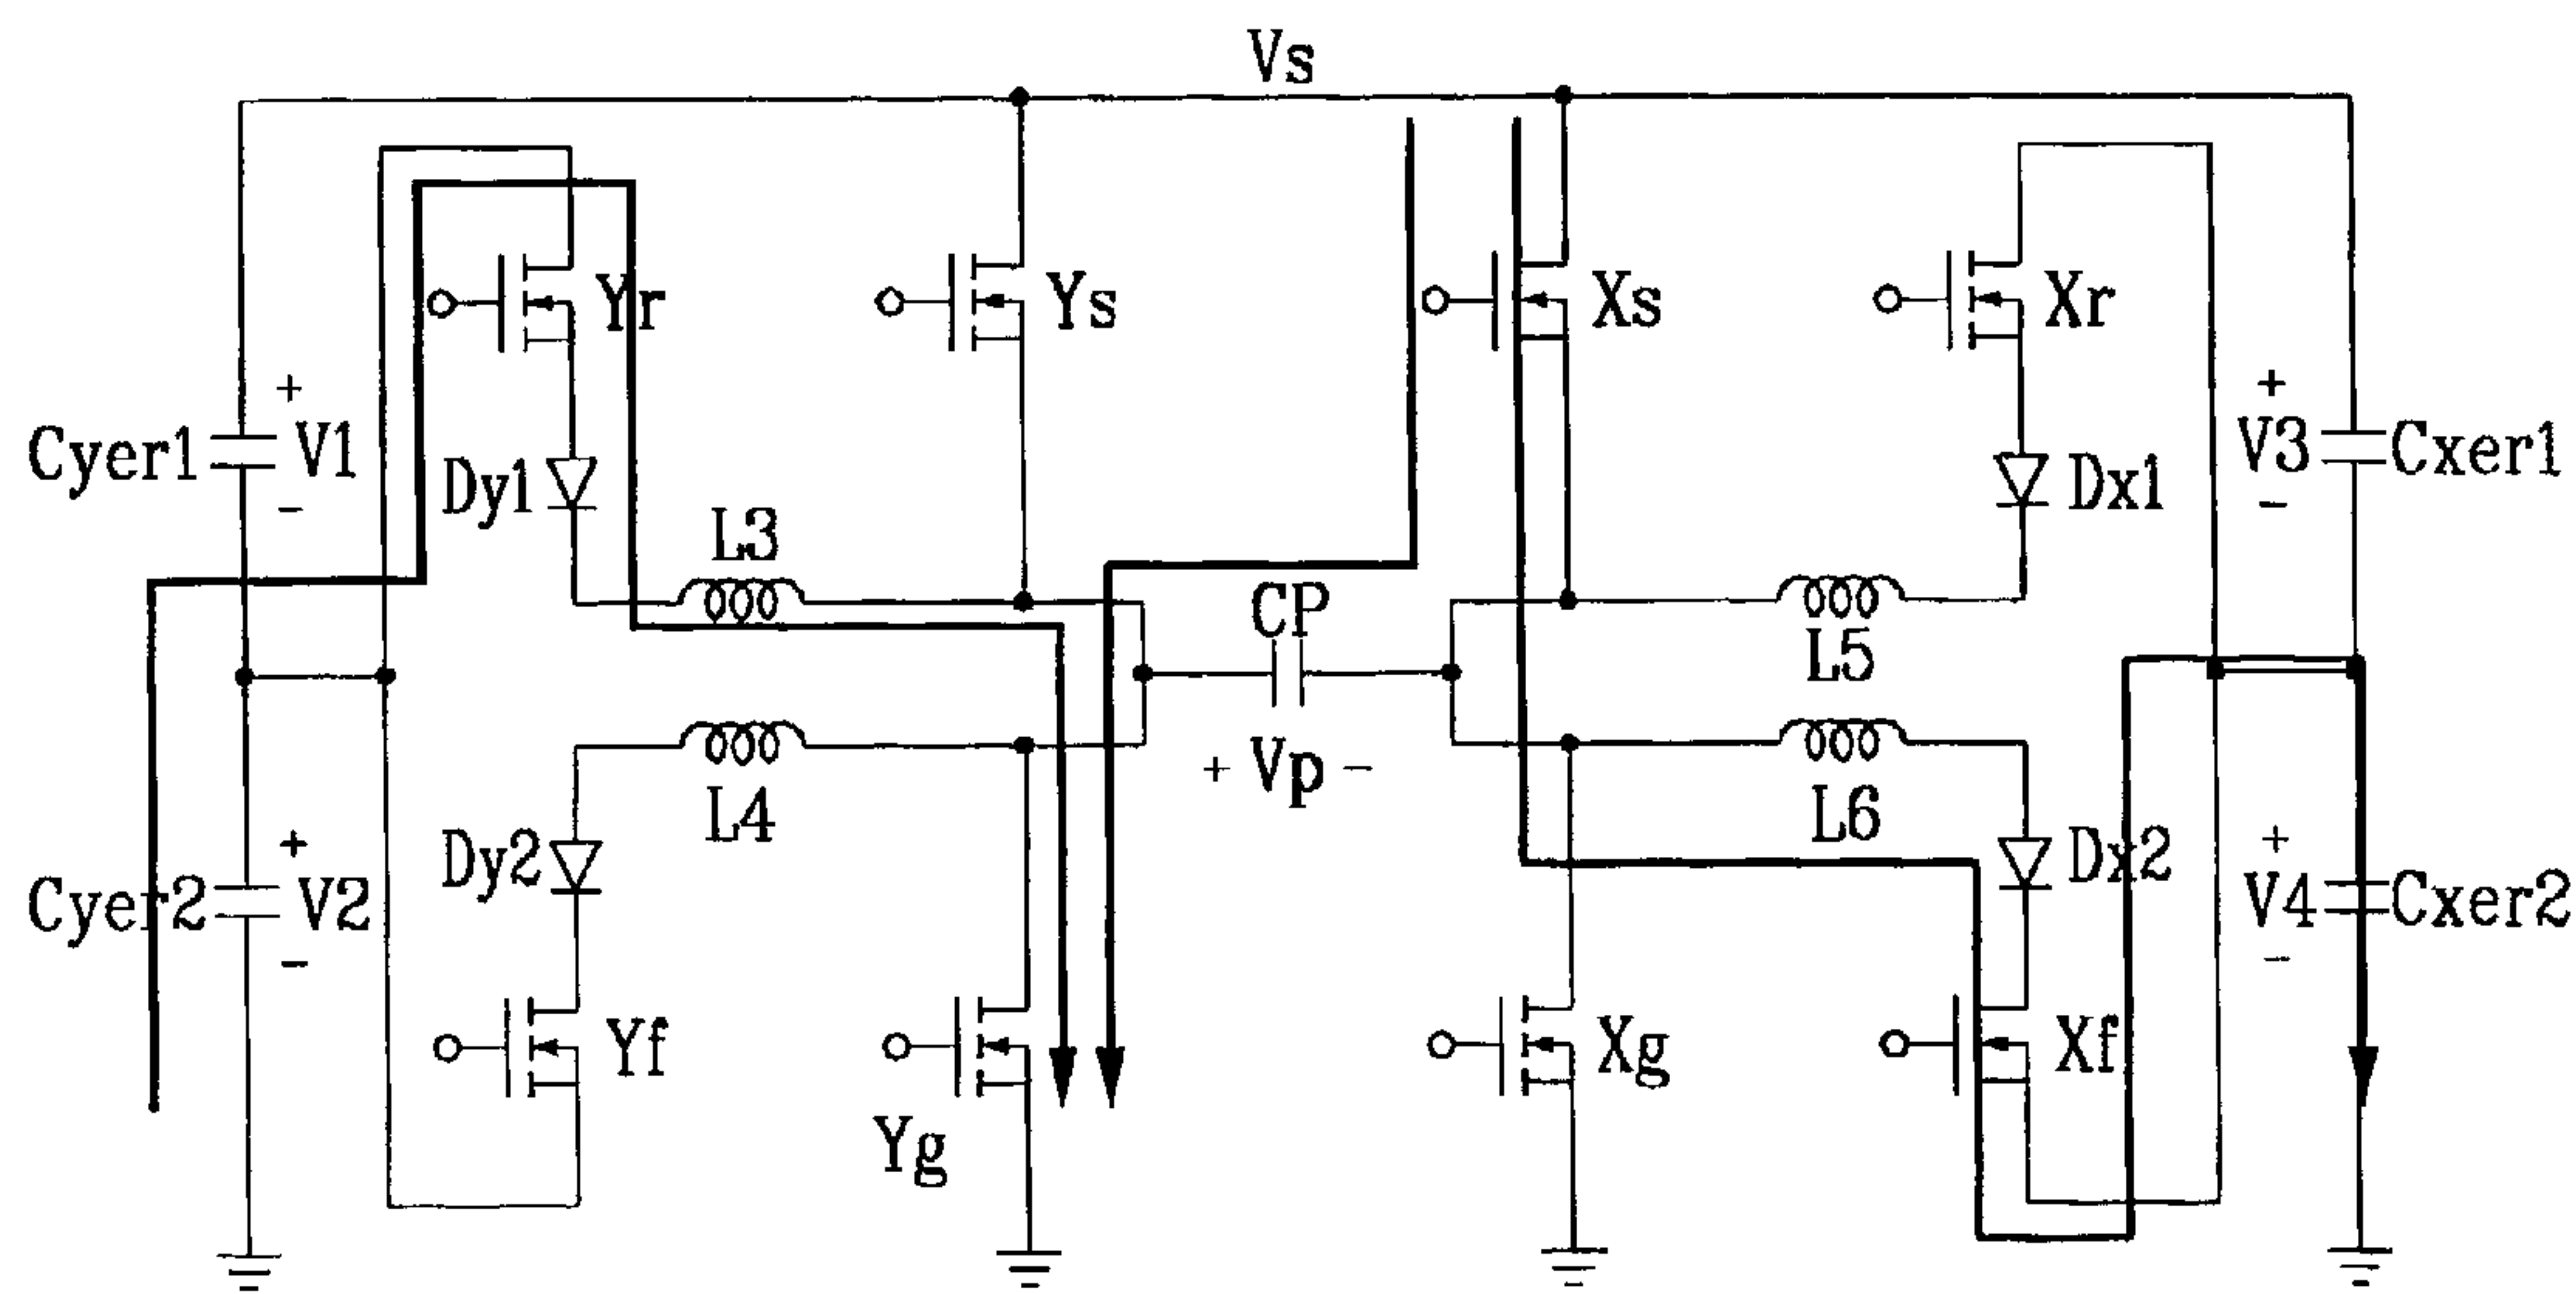 Vs
Yr
Ys
Xs
Xr
+
+
Cyer1
V1
V3
Cxer1
Dy1
Dx1
-
-
L3
CP
L5
+ Vp -
L4
L6
+
+
Dy2
Dx2
Cyer2
V2
V4
Cxer2
-
-
Yf
Yg
Xg
Xf